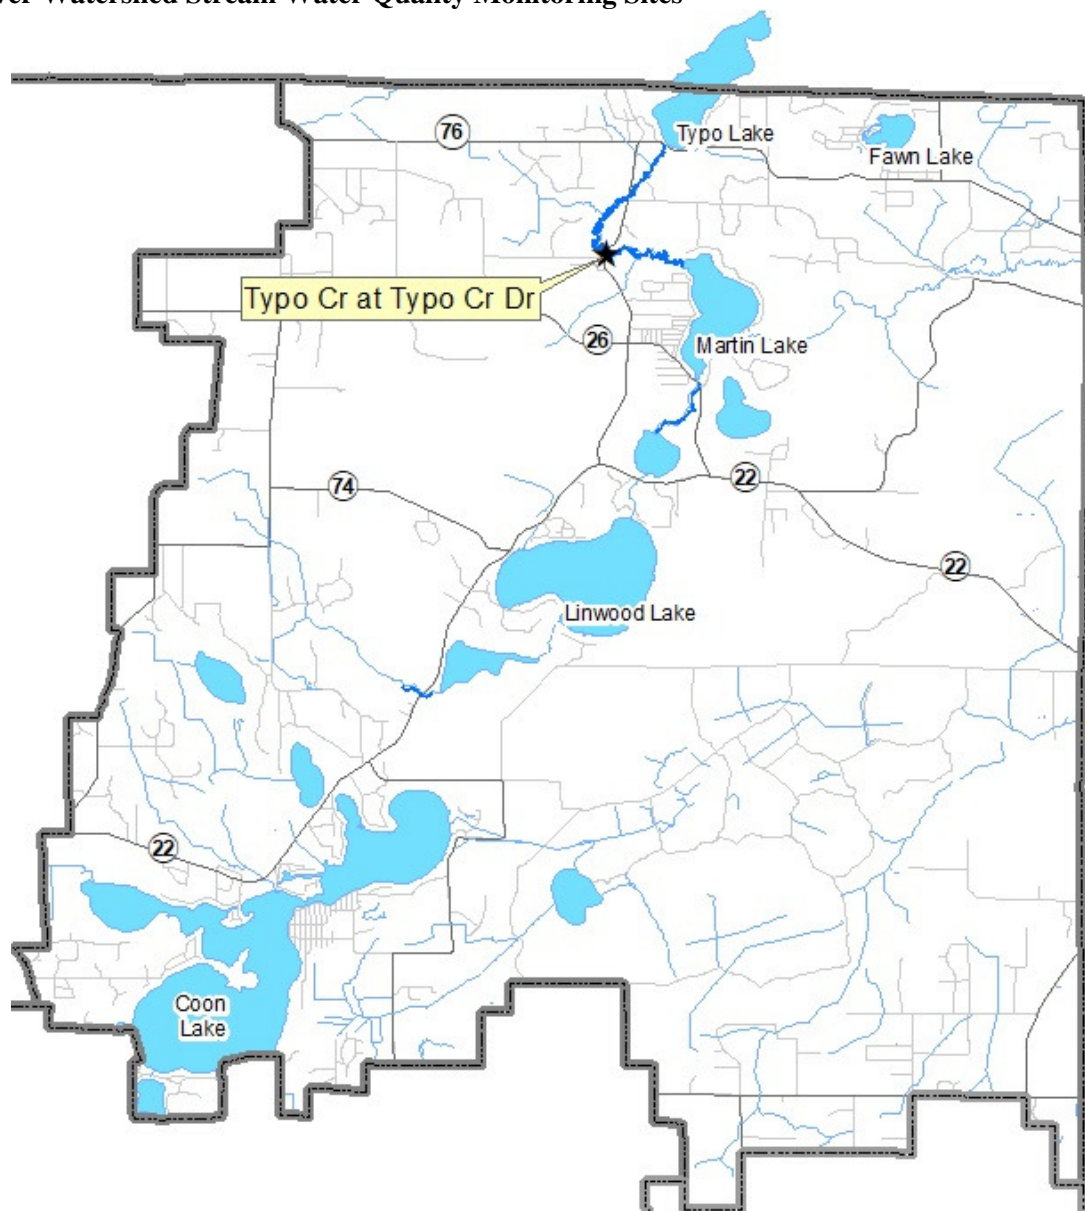 Watershed Stream Water Quality Monitoring Sites
76
Typo Lake
Fawn Lake
Typo Cr at Typo Cr Dr
26
Martin Lake
74
22
22
Linwood Lake
22
Coon
Lake